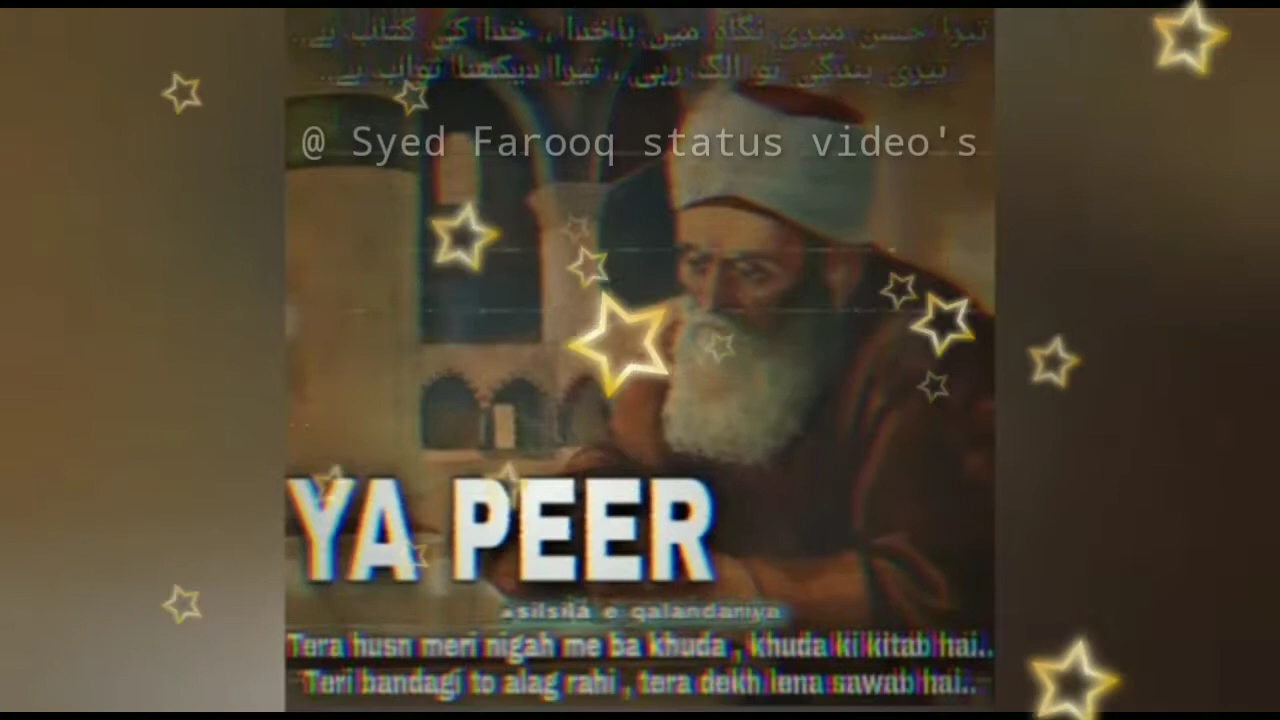 تیرا حسن میری نگاہ میں باخدا ،، خدا کی کتاب ہے..
تیری بندگی تو الگ رہی ،، تیرا دیکھنا ثواب ہے..
@ Syed Farooq status video's
YA PEER
silsila e qalandariya
Tera husn meri nigah me ba khuda , khuda ki kitab hai..
Teri bandagi to alag rahi , tera dekh lena sawab hai..